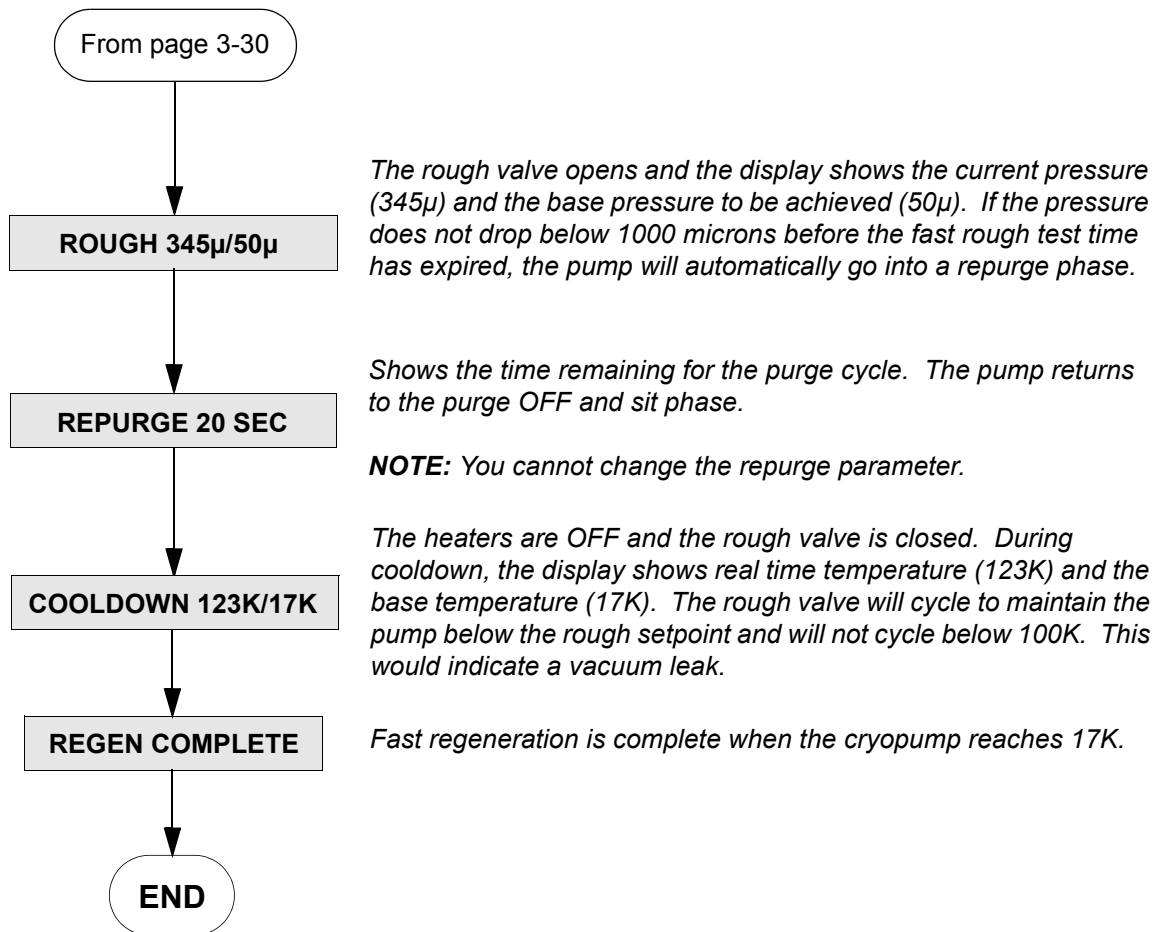 From page 3-30
The rough valve opens and the display shows the current pressure
(345µ) and the base pressure to be achieved (50µ). If the pressure
does not drop below 1000 microns before the fast rough test time
has expired, the pump will automatically go into a repurge phase.
ROUGH 345µ/50µ
Shows the time remaining for the purge cycle. The pump returns
to the purge OFF and sit phase.
REPURGE 20 SEC
NOTE: You cannot change the repurge parameter.
The heaters are OFF and the rough valve is closed. During
cooldown, the display shows real time temperature (123K) and the
base temperature (17K). The rough valve will cycle to maintain the
pump below the rough setpoint and will not cycle below 100K. This
would indicate a vacuum leak.
COOLDOWN 123K/17K
REGEN COMPLETE
Fast regeneration is complete when the cryopump reaches 17K.
END